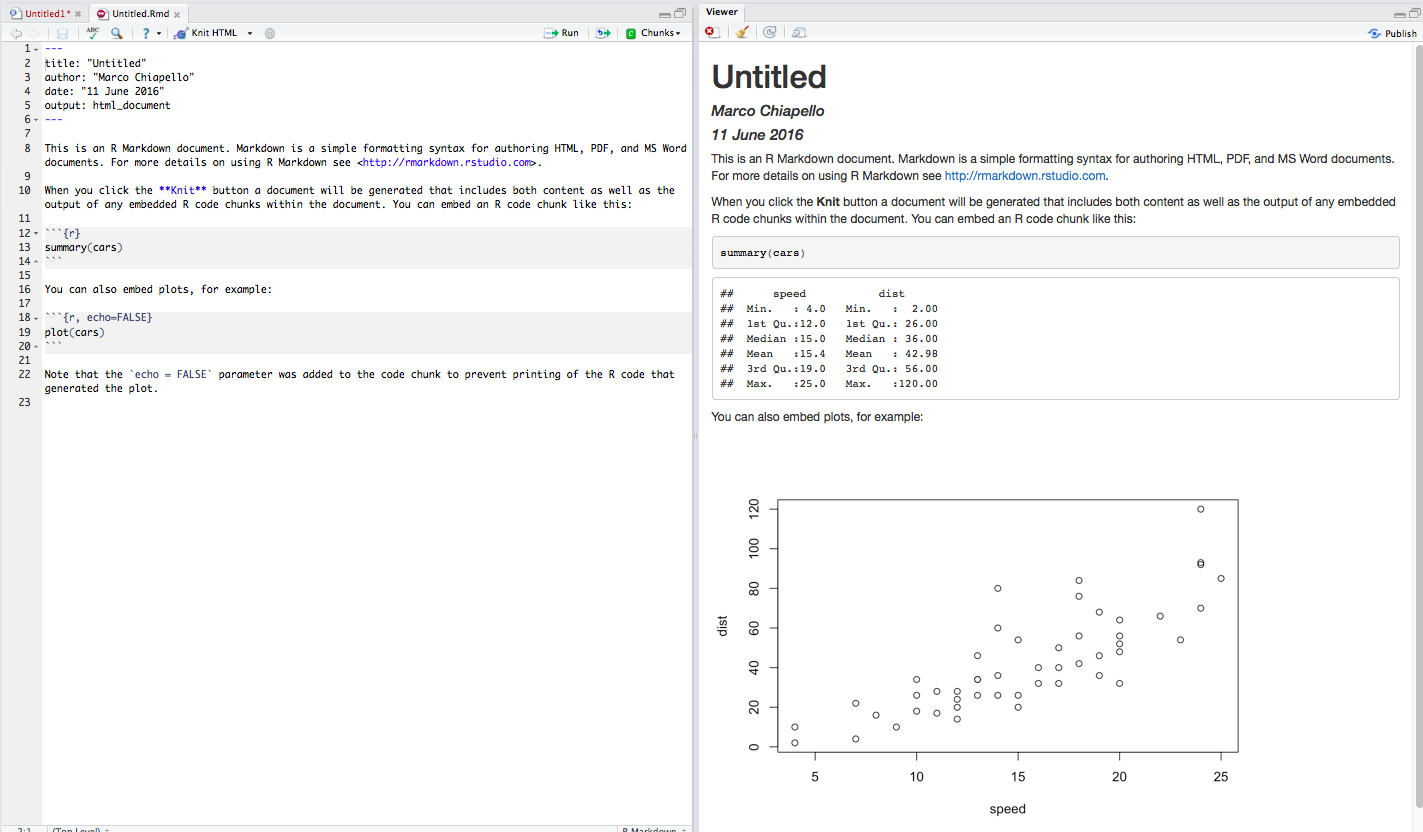 Untitled1* Untitled.Rmd
ABC ? Knit HTML Run Chunks
1 ---
2 title: "Untitled"
3 author: "Marco Chiapello"
4 date: "11 June 2016"
5 output: html_document
6 ---
7
8 This is an R Markdown document. Markdown is a simple formatting syntax for authoring HTML, PDF, and MS Word
documents. For more details on using R Markdown see <http://rmarkdown.rstudio.com>.
9
10 When you click the **Knit** button a document will be generated that includes both content as well as the
output of any embedded R code chunks within the document. You can embed an R code chunk like this:
11
12 ```{r}
13 summary(cars)
14 ```
15
16 You can also embed plots, for example:
17
18 ```{r, echo=FALSE}
19 plot(cars)
20 ```
21
22 Note that the `echo = FALSE` parameter was added to the code chunk to prevent printing of the R code that
generated the plot.
23
2:1 (Top Level) R Markdown
Viewer
Publish
Untitled
Marco Chiapello
11 June 2016
This is an R Markdown document. Markdown is a simple formatting syntax for authoring HTML, PDF, and MS Word documents.
For more details on using R Markdown see http://rmarkdown.rstudio.com.
When you click the Knit button a document will be generated that includes both content as well as the output of any embedded
R code chunks within the document. You can embed an R code chunk like this:
summary(cars)
##      speed           dist
##  Min.   : 4.0   Min.   :  2.00
##  1st Qu.:12.0   1st Qu.: 26.00
##  Median :15.0   Median : 36.00
##  Mean   :15.4   Mean   : 42.98
##  3rd Qu.:19.0   3rd Qu.: 56.00
##  Max.   :25.0   Max.   :120.00
You can also embed plots, for example:
120
100
80
60
40
20
0
dist
5 10 15 20 25
speed